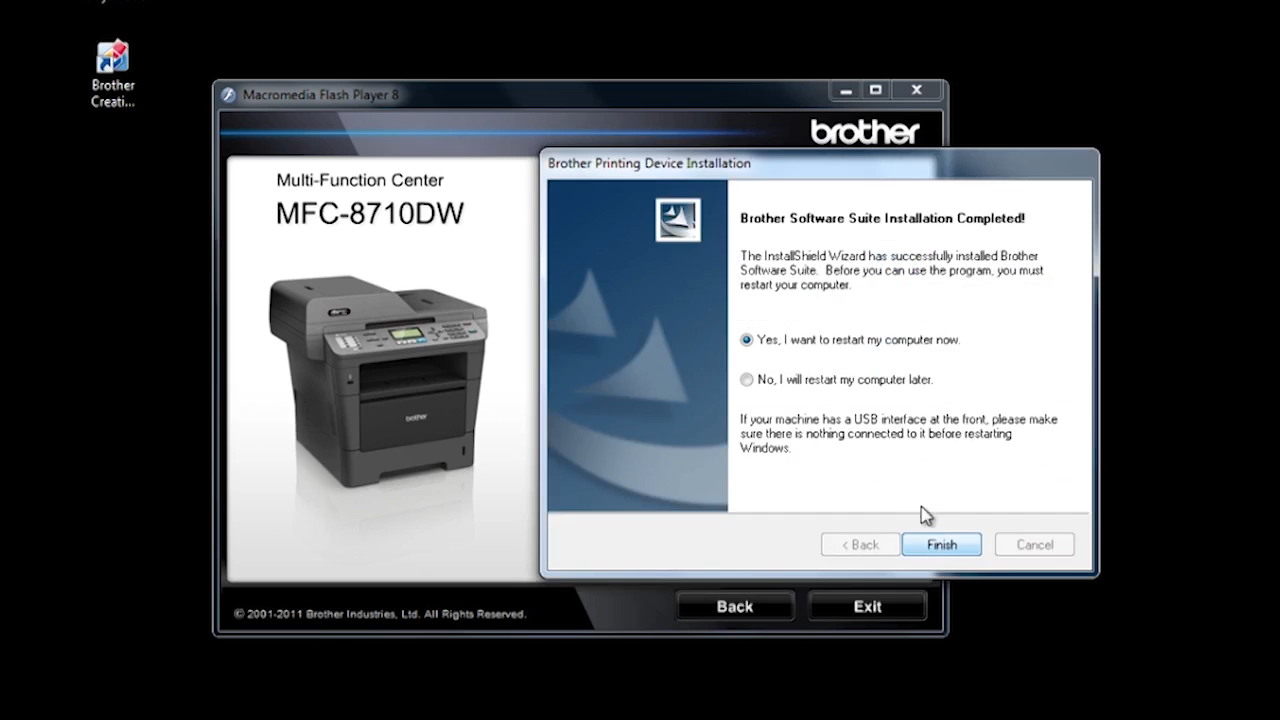 Brother
Creati...
Macromedia Flash Player 8
brother
Brother Printing Device Installation
Multi-Function Center
MFC-8710DW
Brother Software Suite Installation Completed!
The InstallShield Wizard has successfully installed Brother
Software Suite. Before you can use the program, you must
restart your computer.
Yes, I want to restart my computer now.
No, I will restart my computer later.
If your machine has a USB interface at the front, please make
sure there is nothing connected to it before restarting
Windows.
brother
< Back
Finish
Cancel
© 2001-2011 Brother Industries, Ltd. All Rights Reserved.
Back
Exit